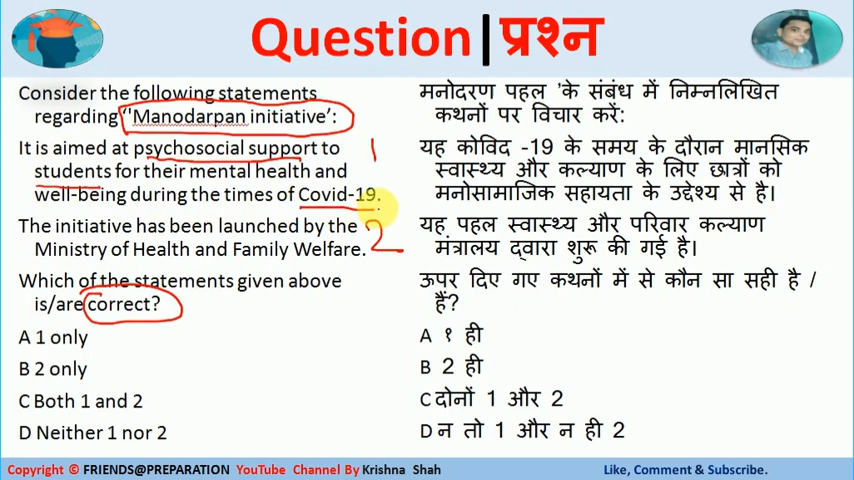 Question|प्रश्न
Consider the following statements
regarding ‘'Manodarpan initiative’:
It is aimed at psychosocial support to
students for their mental health and
well-being during the times of Covid-19.
The initiative has been launched by the
Ministry of Health and Family Welfare.
Which of the statements given above
is/are correct?
A 1 only
B 2 only
C Both 1 and 2
D Neither 1 nor 2
1
2
मनोदरण पहल 'के संबंध में निम्नलिखित
कथनों पर विचार करें:
यह कोविद -19 के समय के दौरान मानसिक
स्वास्थ्य और कल्याण के लिए छात्रों को
मनोसामाजिक सहायता के उद्देश्य से है।
यह पहल स्वास्थ्य और परिवार कल्याण
मंत्रालय द्वारा शुरू की गई है।
ऊपर दिए गए कथनों में से कौन सा सही है /
हैं?
A १ ही
B 2 ही
C दोनों 1 और 2
D न तो 1 और न ही 2
Copyright © FRIENDS@PREPARATION YouTube Channel By Krishna Shah
Like, Comment & Subscribe.